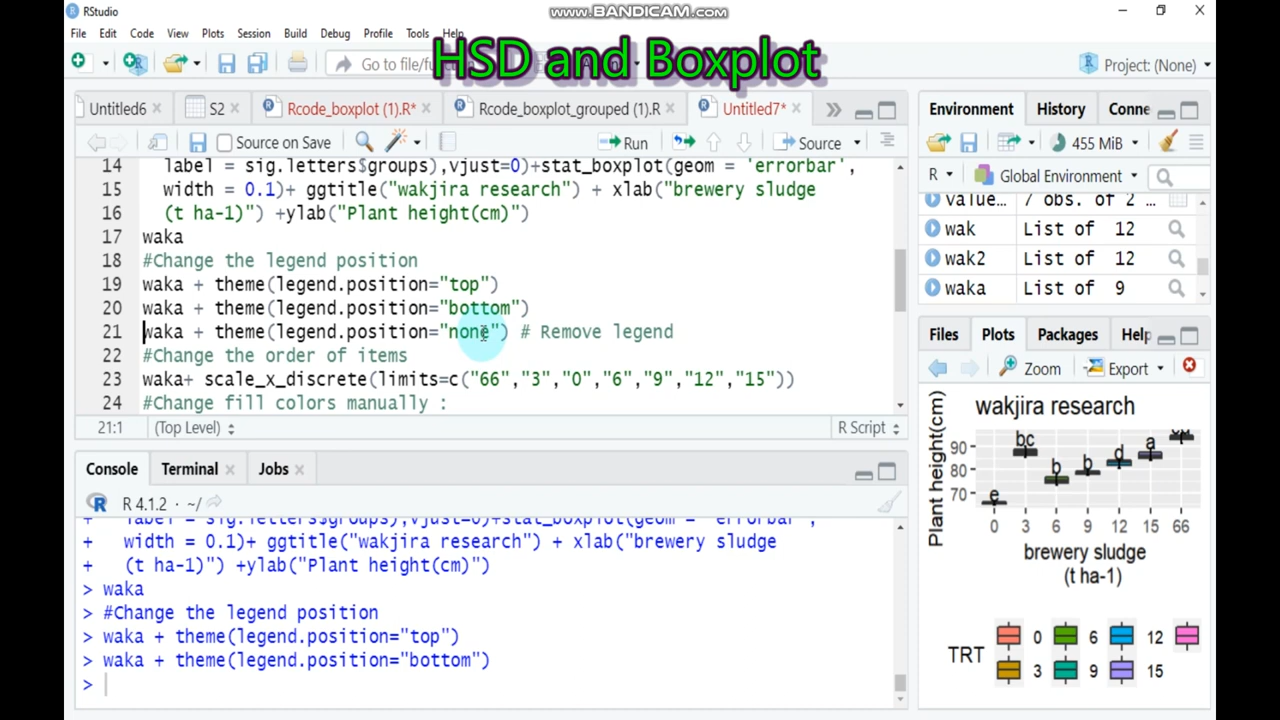 RStudio
www.BANDICAM.com
File Edit Code View Plots Session Build Debug Profile Tools Help
HSD and Boxplot
Go to file/fu
Project: (None)
Untitled6 S2 Rcode_boxplot (1).R* Rcode_boxplot_grouped (1).R Untitled7*
Source on Save Run Source
14 label = sig.letters$groups),vjust=0)+stat_boxplot(geom = 'errorbar',
15 width = 0.1)+ ggtitle("wakjira research") + xlab("brewery sludge
16 (t ha-1)") +ylab("Plant height(cm)")
17 waka
18 #Change the legend position
19 waka + theme(legend.position="top")
20 waka + theme(legend.position="bottom")
21 waka + theme(legend.position="none") # Remove legend
22 #Change the order of items
23 waka+ scale_x_discrete(limits=c("66","3","0","6","9","12","15"))
24 #Change fill colors manually :
21:1 (Top Level) R Script
Console Terminal Jobs
R 4.1.2 · ~/
+ label = sig.letters$groups),vjust=0)+stat_boxplot(geom = 'errorbar',
+ width = 0.1)+ ggtitle("wakjira research") + xlab("brewery sludge
+ (t ha-1)") +ylab("Plant height(cm)")
> waka
> #Change the legend position
> waka + theme(legend.position="top")
> waka + theme(legend.position="bottom")
>
Environment History Conne
455 MiB
R Global Environment
value... 7 obs. of 2 ...
wak List of 12
wak2 List of 12
waka List of 9
Files Plots Packages Help
Zoom Export
wakjira research
Plant height(cm)
90
80
70
e bc b b d a
0 3 6 9 12 15 66
brewery sludge
(t ha-1)
TRT
0 6 12
3 9 15